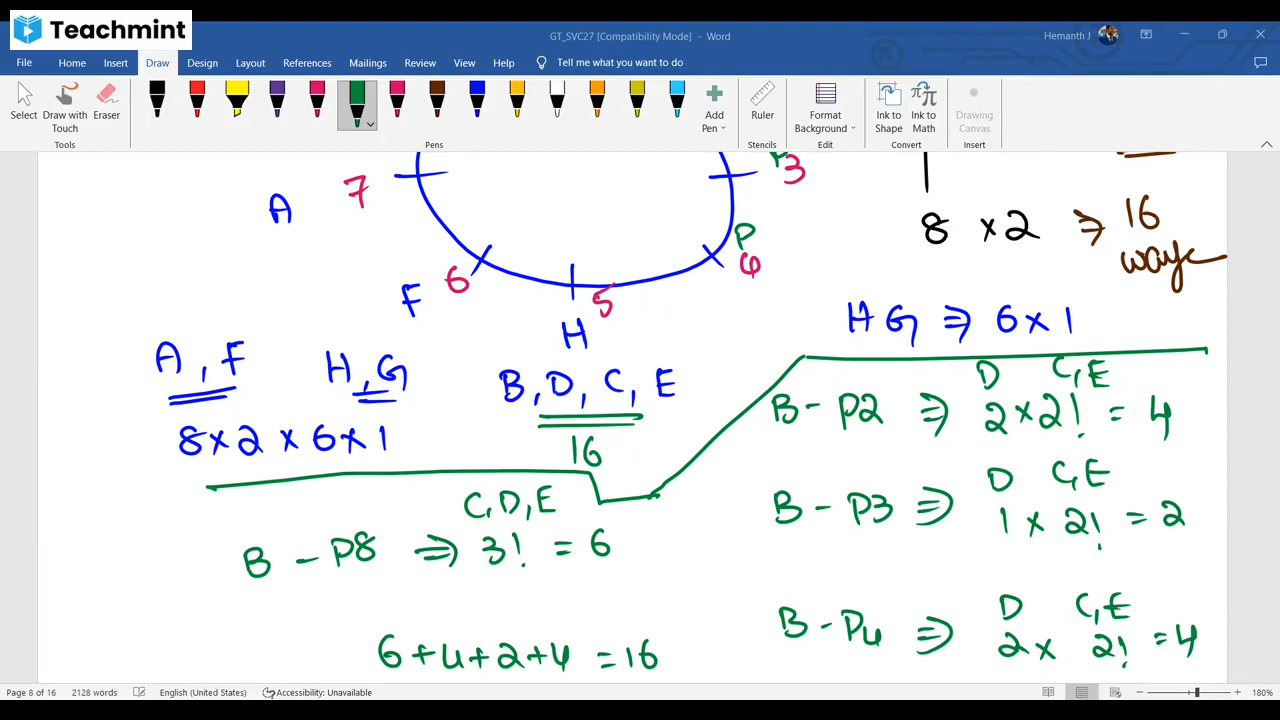 Teachmint
GT_SVC27 [Compatibility Mode] - Word
Hemanth J
File Home Insert Draw Design Layout References Mailings Review View Help Tell me what you want to do
Select
Draw with Touch
Eraser
Add Pen
Ruler
Format Background
Ink to Shape
Ink to Math
Drawing Canvas
Tools
Pens
Stencils
Edit
Convert
Insert
7
P
3
A
8 × 2 ⇒ 16
ways
P
4
6
F
5
H
HG ⇒ 6 × 1
A, F H, G B, D, C, E
8 × 2 × 6 × 1
16
D C, E
B - P2 ⇒ 2 × 2! = 4
C, D, E
B - P8 ⇒ 3! = 6
D C, E
B - P3 ⇒ 1 × 2! = 2
D C, E
B - P4 ⇒ 2 × 2! = 4
6 + 4 + 2 + 4 = 16
Page 8 of 16 2128 words English (United States) Accessibility: Unavailable 180%